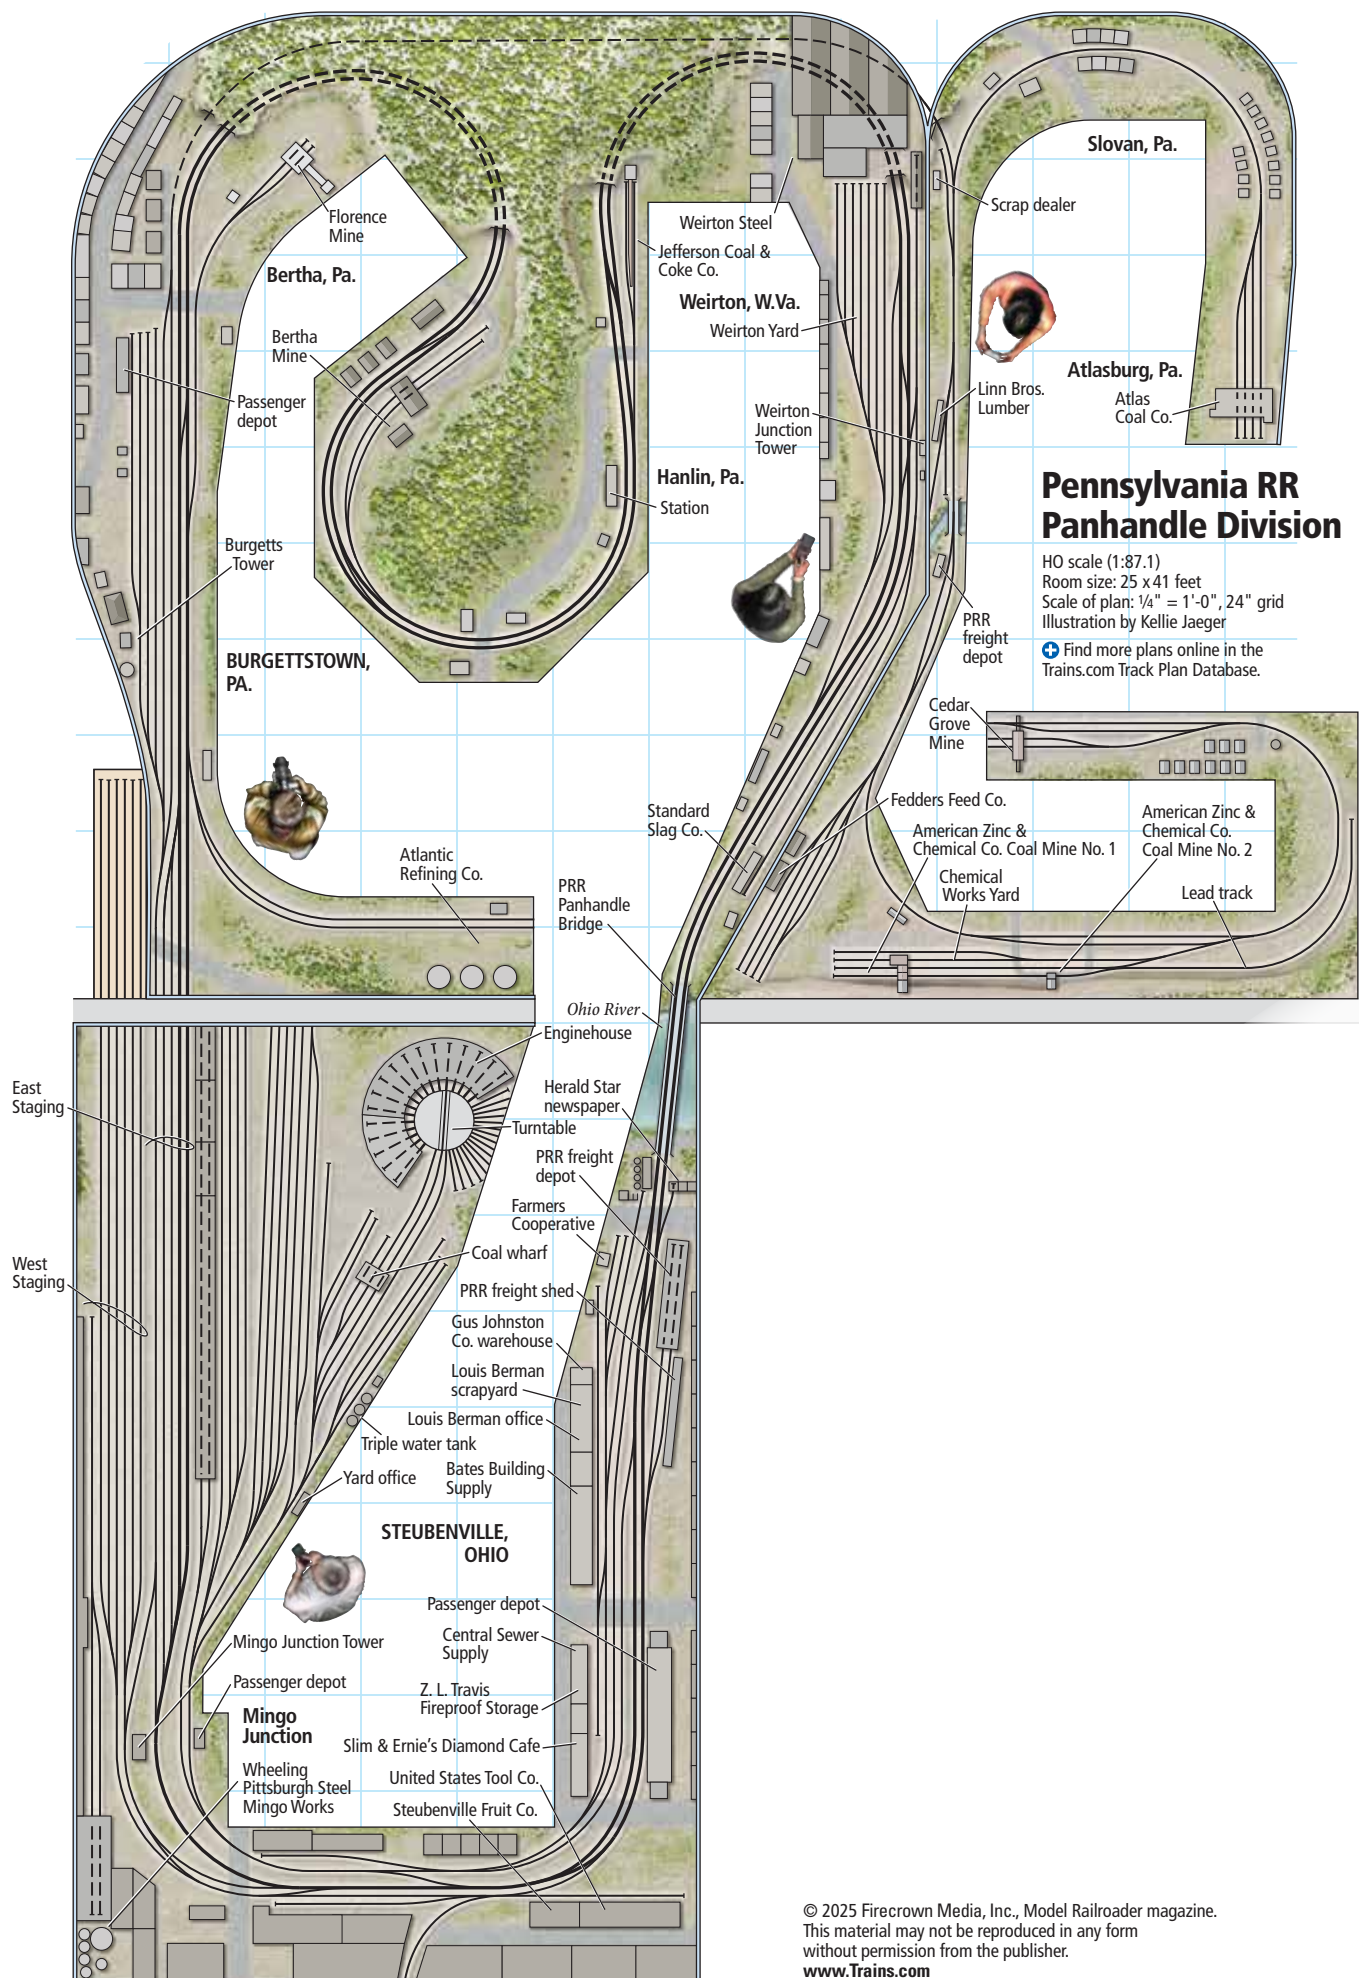 Slovan, Pa.
Scrap dealer
Florence
Mine
Bertha, Pa.
Weirton Steel
Jefferson Coal &
Coke Co.
Weirton, W.Va.
Weirton Yard
Bertha
Mine
Passenger
depot
Linn Bros.
Lumber
Atlasburg, Pa.
Atlas
Coal Co.
Weirton
Junction
Tower
Hanlin, Pa.
Station
Pennsylvania RR
Panhandle Division
HO scale (1:87.1)
Room size: 25 x 41 feet
Scale of plan: ¼" = 1'-0", 24" grid
Illustration by Kellie Jaeger
Find more plans online in the
Trains.com Track Plan Database.
Burgetts
Tower
BURGETTSTOWN,
PA.
PRR
freight
depot
Cedar
Grove
Mine
Standard
Slag Co.
Fedders Feed Co.
American Zinc &
Chemical Co. Coal Mine No. 1
American Zinc &
Chemical Co.
Coal Mine No. 2
Chemical
Works Yard
Lead track
Atlantic
Refining Co.
PRR
Panhandle
Bridge
Ohio River
Enginehouse
East
Staging
Herald Star
newspaper
Turntable
PRR freight
depot
Farmers
Cooperative
Coal wharf
West
Staging
PRR freight shed
Gus Johnston
Co. warehouse
Louis Berman
scrapyard
Louis Berman office
Triple water tank
Yard office
Bates Building
Supply
STEUBENVILLE,
OHIO
Passenger depot
Mingo Junction Tower
Central Sewer
Supply
Passenger depot
Z. L. Travis
Fireproof Storage
Mingo
Junction
Slim & Ernie's Diamond Cafe
Wheeling
Pittsburgh Steel
Mingo Works
United States Tool Co.
Steubenville Fruit Co.
© 2025 Firecrown Media, Inc., Model Railroader magazine.
This material may not be reproduced in any form
without permission from the publisher.
www.Trains.com